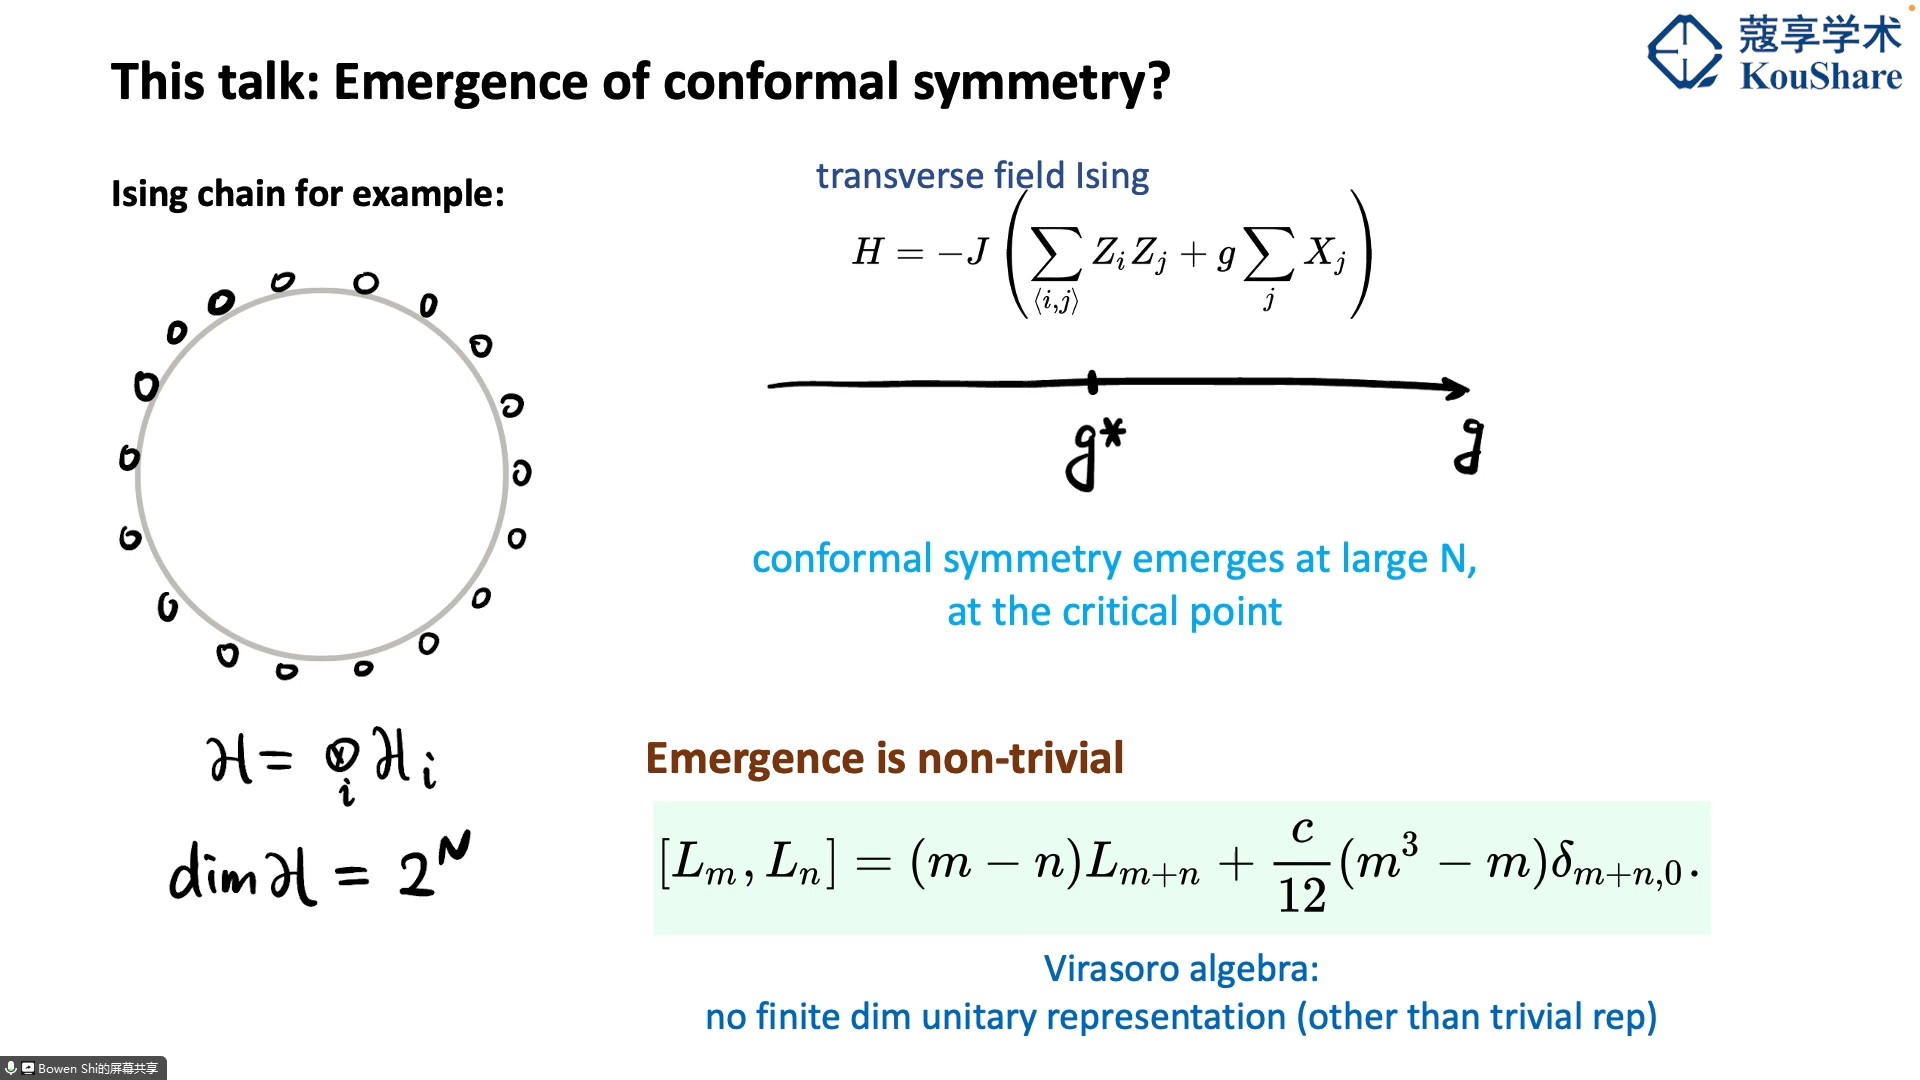 This talk: Emergence of conformal symmetry?
蔻享学术
KouShare
Ising chain for example:
transverse field Ising
H = −J ( ∑_{⟨i,j⟩} Z_i Z_j + g ∑_j X_j )
g*
g
conformal symmetry emerges at large N,
at the critical point
ℋ = ⊗_i ℋ_i
dim ℋ = 2^N
Emergence is non-trivial
[L_m, L_n] = (m − n)L_{m+n} + c/12 (m³ − m)δ_{m+n,0}.
Virasoro algebra:
no finite dim unitary representation (other than trivial rep)
Bowen Shi的屏幕共享